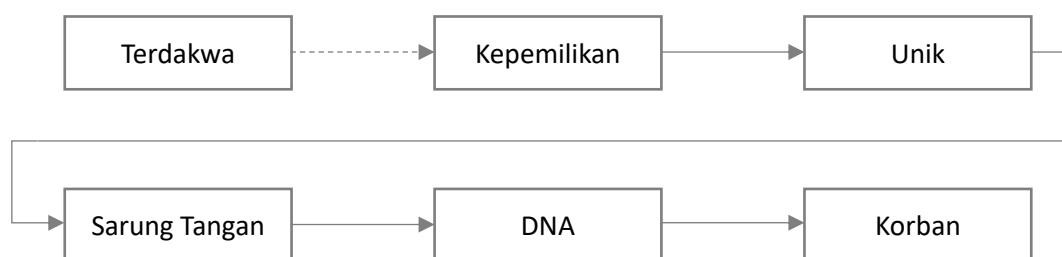 Terdakwa
Kepemilikan
Unik
Sarung Tangan
DNA
Korban